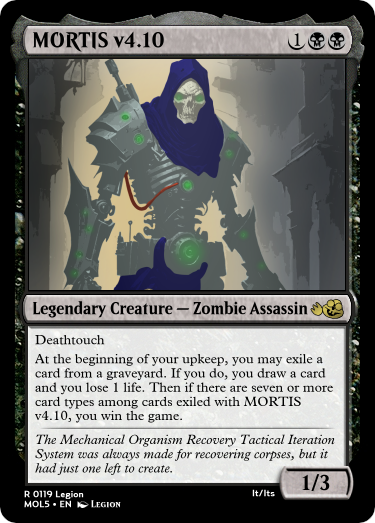 MORTIS v4.10 1
Legendary Creature — Zombie Assassin
Deathtouch
At the beginning of your upkeep, you may exile a
card from a graveyard. If you do, you draw a card
and you lose 1 life. Then if there are seven or more
card types among cards exiled with MORTIS
v4.10, you win the game.
The Mechanical Organism Recovery Tactical Iteration
System was always made for recovering corpses, but it
had just one left to create.
1/3
R 0119 Legion It/Its
MOL5 • EN LEGION